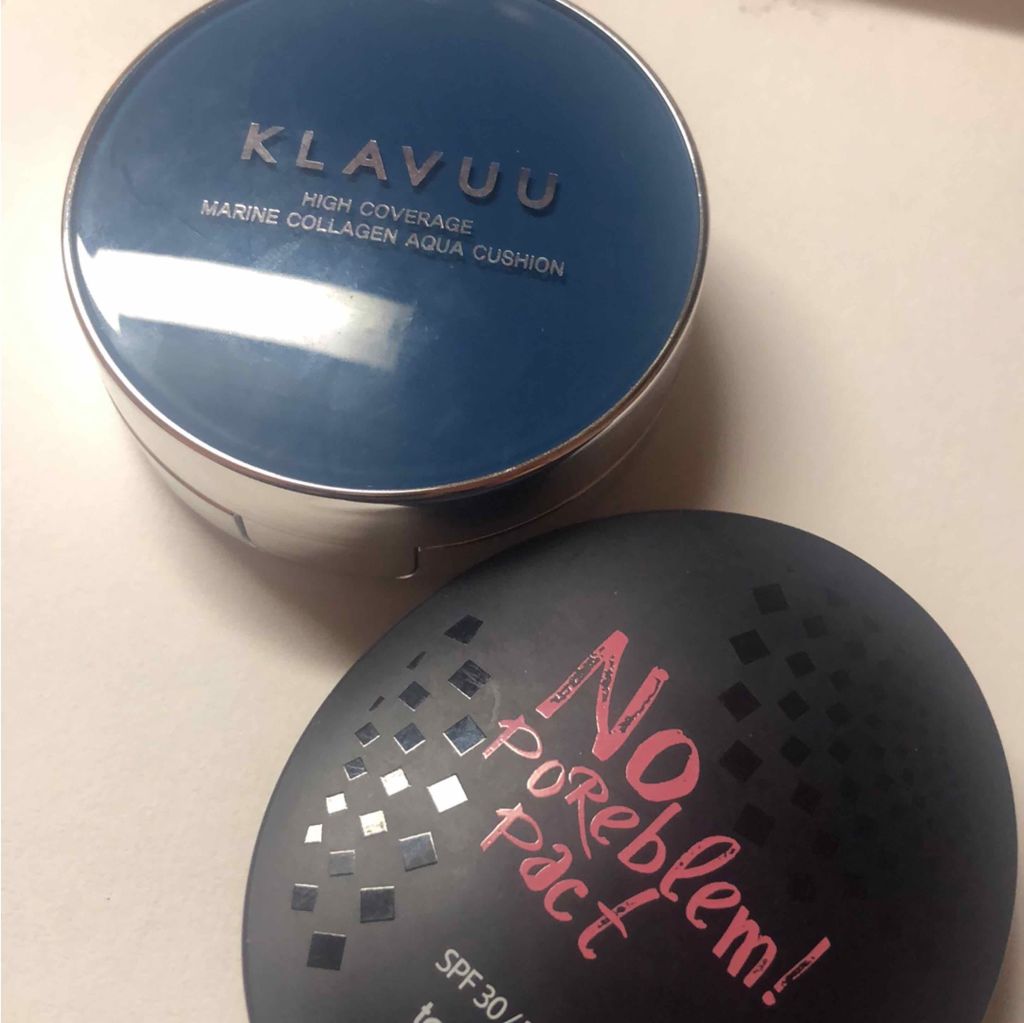 KLAVUU
HIGH COVERAGE
MARINE COLLAGEN AQUA CUSHION
No
poreblem!
pact
SPF30/